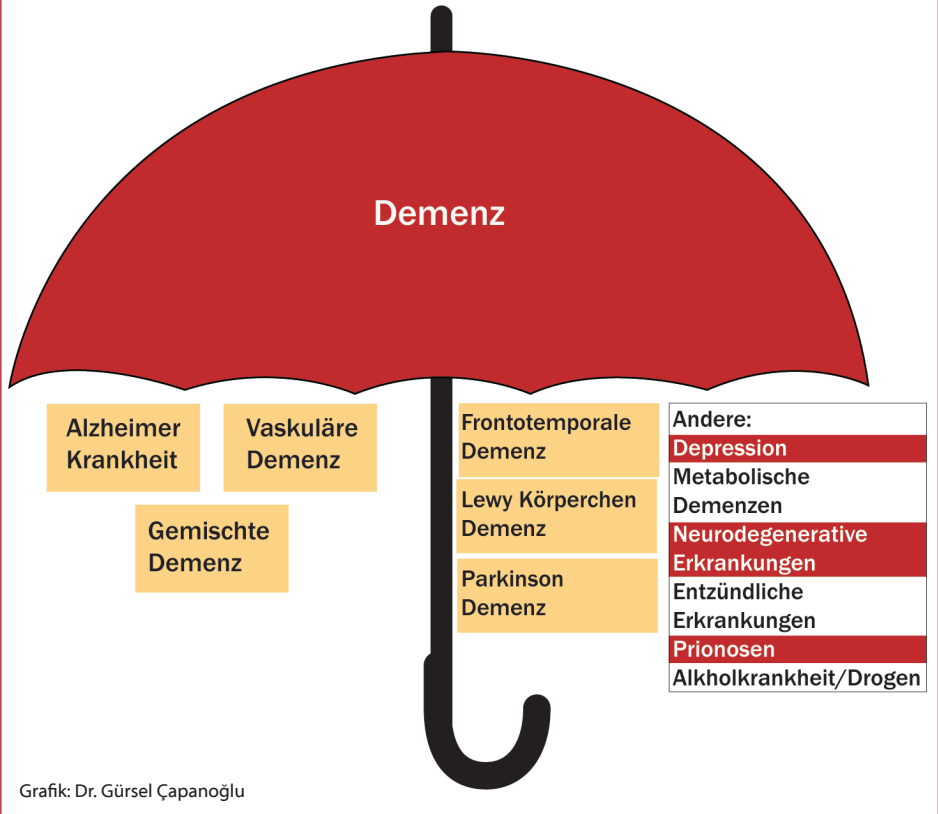 Demenz
Alzheimer
Krankheit
Vaskuläre
Demenz
Gemischte
Demenz
Frontotemporale
Demenz
Lewy Körperchen
Demenz
Parkinson
Demenz
Andere:
Depression
Metabolische
Demenzen
Neurodegenerative
Erkrankungen
Entzündliche
Erkrankungen
Prionosen
Alkholkrankheit/Drogen
Grafik: Dr. Gürsel Çapanoğlu